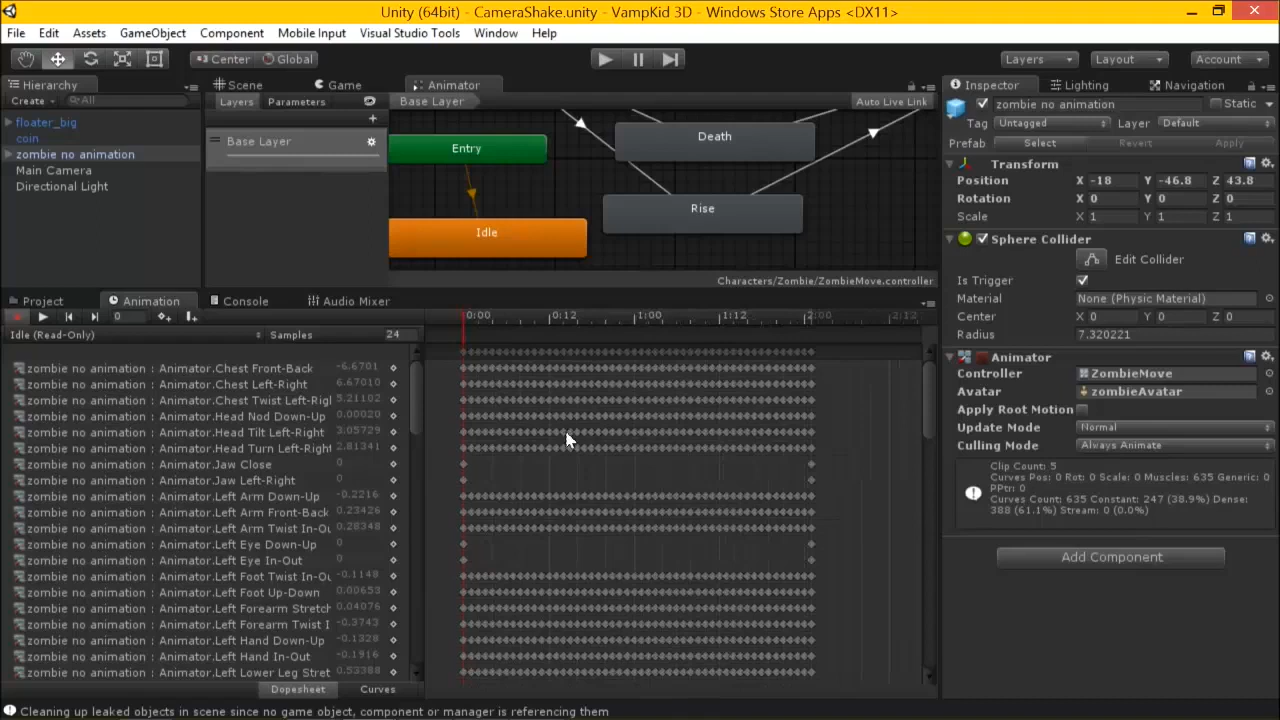 Unity (64bit) - CameraShake.unity - VampKid 3D - Windows Store Apps <DX11>
File Edit Assets GameObject Component Mobile Input Visual Studio Tools Window Help
Center Global Layers Layout Account
Hierarchy
Create All
floater_big
coin
zombie no animation
Main Camera
Directional Light
Scene Game Animator
Layers Parameters
Base Layer
Base Layer Auto Live Link
Entry
Idle
Death
Rise
Characters/Zombie/ZombieMove.controller
Project Animation Console Audio Mixer
0
Idle (Read-Only) Samples 24
0:00 0:12 1:00 1:12 2:00 2:12
zombie no animation : Animator.Chest Front-Back -6.6701
zombie no animation : Animator.Chest Left-Right 6.67010
zombie no animation : Animator.Chest Twist Left-Rigl 5.21102
zombie no animation : Animator.Head Nod Down-Up 0.00020
zombie no animation : Animator.Head Tilt Left-Right 3.05729
zombie no animation : Animator.Head Turn Left-Right 2.81341
zombie no animation : Animator.Jaw Close 0
zombie no animation : Animator.Jaw Left-Right 0
zombie no animation : Animator.Left Arm Down-Up -0.2216
zombie no animation : Animator.Left Arm Front-Back 0.23426
zombie no animation : Animator.Left Arm Twist In-Ou 0.28348
zombie no animation : Animator.Left Eye Down-Up 0
zombie no animation : Animator.Left Eye In-Out 0
zombie no animation : Animator.Left Foot Twist In-Ou -0.1148
zombie no animation : Animator.Left Foot Up-Down 0.00653
zombie no animation : Animator.Left Forearm Stretch 0.04076
zombie no animation : Animator.Left Forearm Twist I -0.3743
zombie no animation : Animator.Left Hand Down-Up -0.1328
zombie no animation : Animator.Left Hand In-Out -0.1916
zombie no animation : Animator.Left Lower Leg Stret 0.53388
Dopesheet Curves
Inspector Lighting Navigation
zombie no animation Static
Tag Untagged Layer Default
Prefab Select Revert Apply
Transform
Position X -18 Y -46.8 Z 43.8
Rotation X 0 Y 0 Z 0
Scale X 1 Y 1 Z 1
Sphere Collider
Edit Collider
Is Trigger
Material None (Physic Material)
Center X 0 Y 0 Z 0
Radius 7.320221
Animator
Controller ZombieMove
Avatar zombieAvatar
Apply Root Motion
Update Mode Normal
Culling Mode Always Animate
Clip Count: 5
Curves Pos: 0 Rot: 0 Scale: 0 Muscles: 635 Generic: 0
PPtr: 0
Curves Count: 635 Constant: 247 (38.9%) Dense:
388 (61.1%) Stream: 0 (0.0%)
Add Component
Cleaning up leaked objects in scene since no game object, component or manager is referencing them